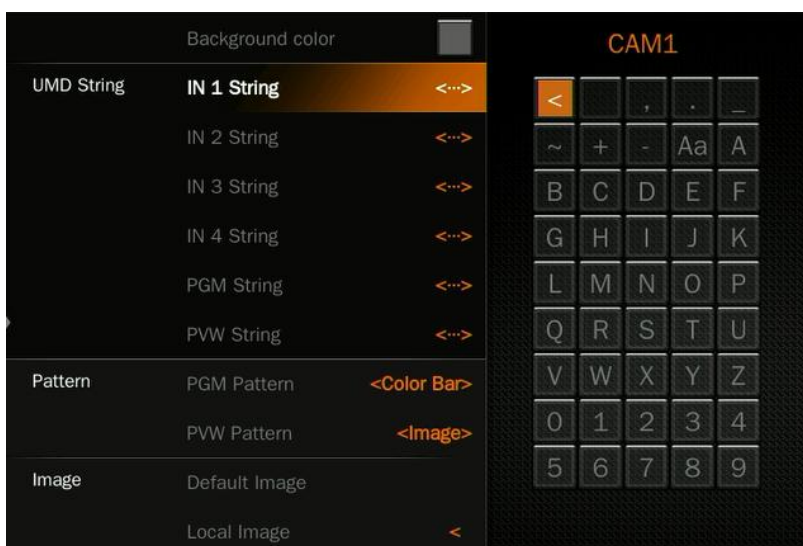 Background color
UMD String IN 1 String <···>
IN 2 String <···>
IN 3 String <···>
IN 4 String <···>
PGM String <···>
PVW String <···>
Pattern PGM Pattern <Color Bar>
PVW Pattern <Image>
Image Default Image
Local Image <
CAM1
< , . _
~ + - Aa A
B C D E F
G H I J K
L M N O P
Q R S T U
V W X Y Z
0 1 2 3 4
5 6 7 8 9